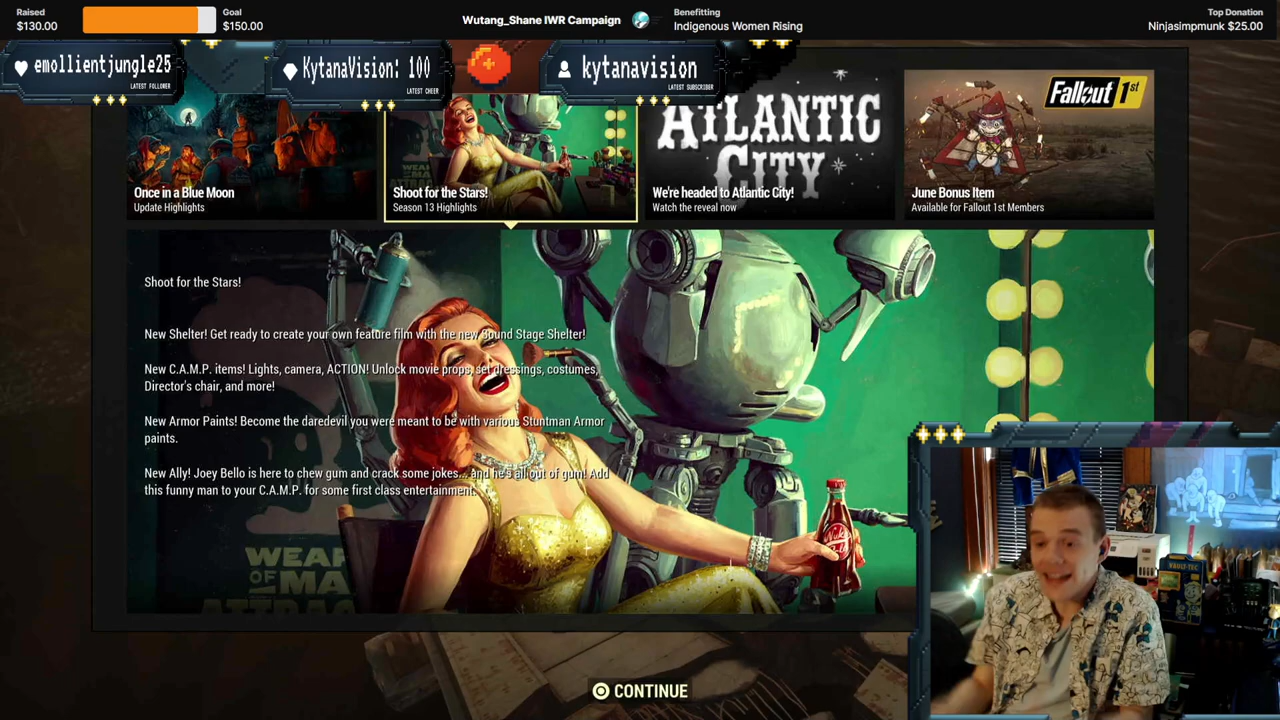 Raised
$130.00
Goal
$150.00
Wutang_Shane IWR Campaign
Benefitting
Indigenous Women Rising
Top Donation
Ninjasimpmunk $25.00
emollientjungle25
LATEST FOLLOWER
KytanaVision: 100
LATEST CHEER
kytanavision
LATEST SUBSCRIBER
Once in a Blue Moon
Update Highlights
Shoot for the Stars!
Season 13 Highlights
ATLANTIC
CITY
We're headed to Atlantic City!
Watch the reveal now
Fallout 1st
June Bonus Item
Available for Fallout 1st Members
Shoot for the Stars!
New Shelter! Get ready to create your own feature film with the new Sound Stage Shelter!
New C.A.M.P. items! Lights, camera, ACTION! Unlock movie props, set dressings, costumes,
Director's chair, and more!
New Armor Paints! Become the daredevil you were meant to be with various Stuntman Armor
paints.
New Ally! Joey Bello is here to chew gum and crack some jokes... and he's all out of gum! Add
this funny man to your C.A.M.P. for some first class entertainment.
WEAP
OF MA
ATTRAC
VAULT-TEC
CONTINUE